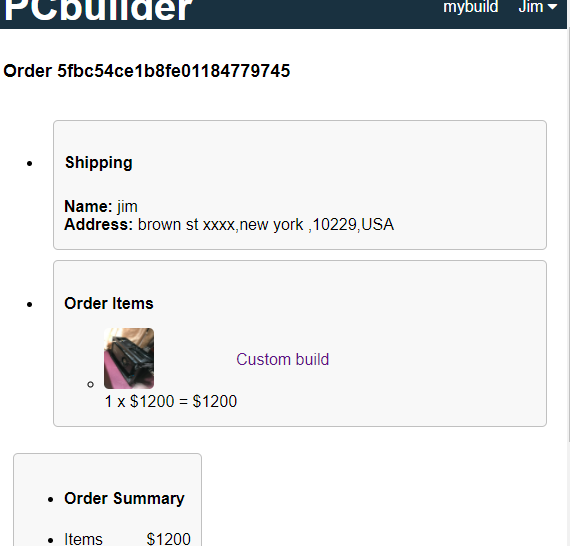 PCbuilder
mybuild Jim
Order 5fbc54ce1b8fe01184779745
Shipping
Name: jim
Address: brown st xxxx,new york ,10229,USA
Order Items
Custom build
1 x $1200 = $1200
Order Summary
Items $1200